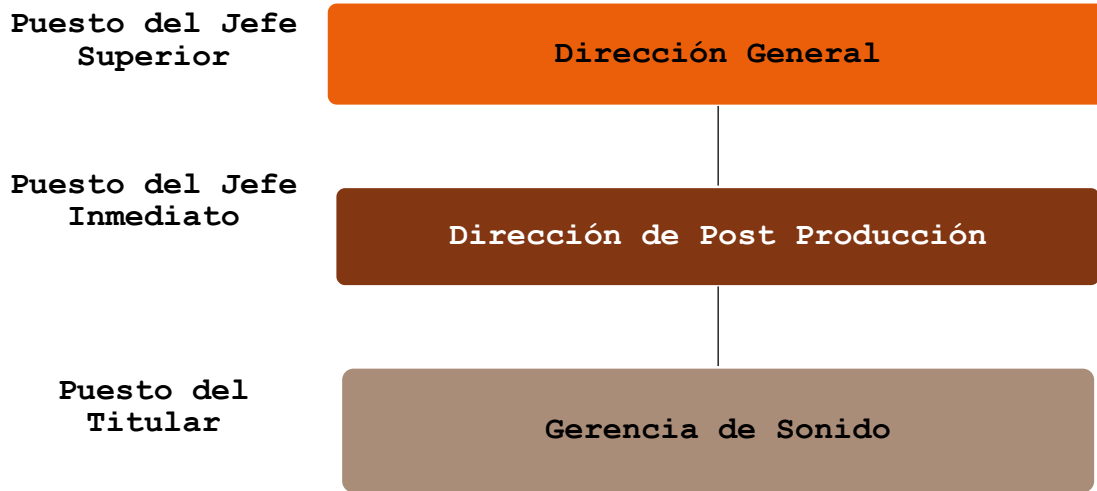 Puesto del Jefe
Superior
Dirección General
Puesto del Jefe
Inmediato
Dirección de Post Producción
Puesto del
Titular
Gerencia de Sonido